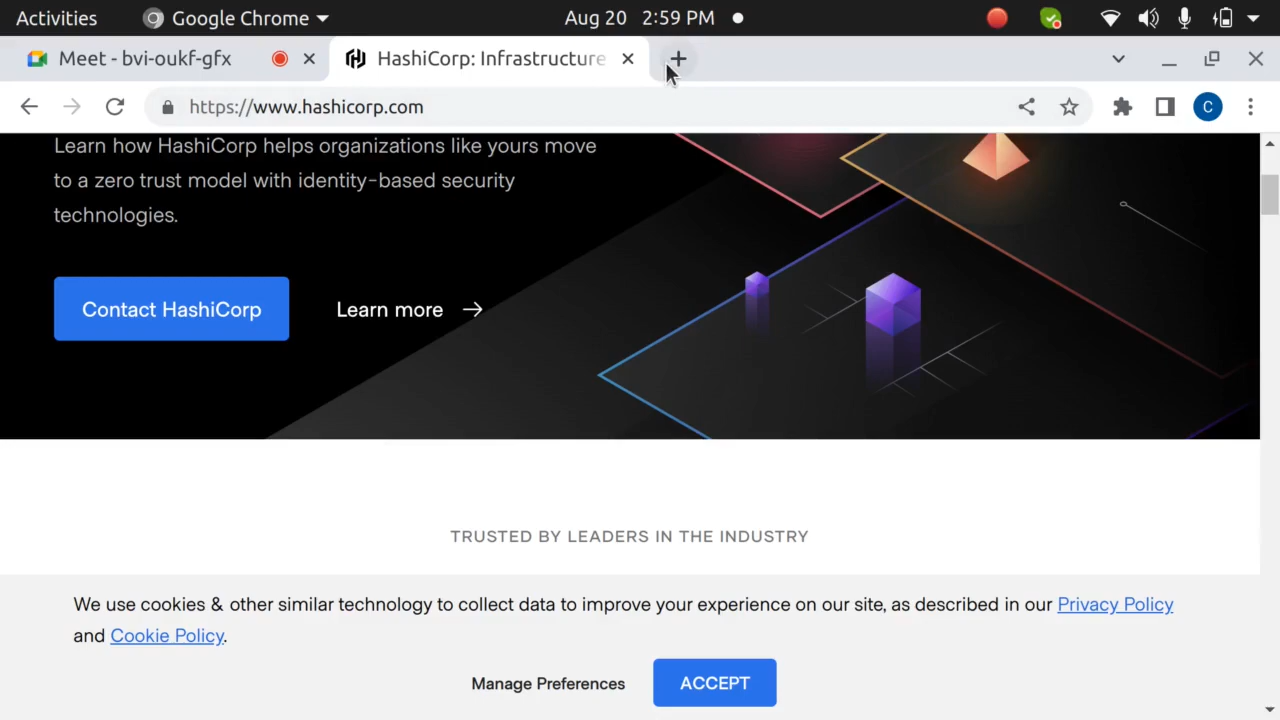 Activities
Google Chrome
Aug 20 2:59 PM
Meet - bvi-oukf-gfx
HashiCorp: Infrastructure
https://www.hashicorp.com
C
Learn how HashiCorp helps organizations like yours move
to a zero trust model with identity-based security
technologies.
Contact HashiCorp
Learn more →
TRUSTED BY LEADERS IN THE INDUSTRY
We use cookies & other similar technology to collect data to improve your experience on our site, as described in our Privacy Policy
and Cookie Policy.
Manage Preferences
ACCEPT